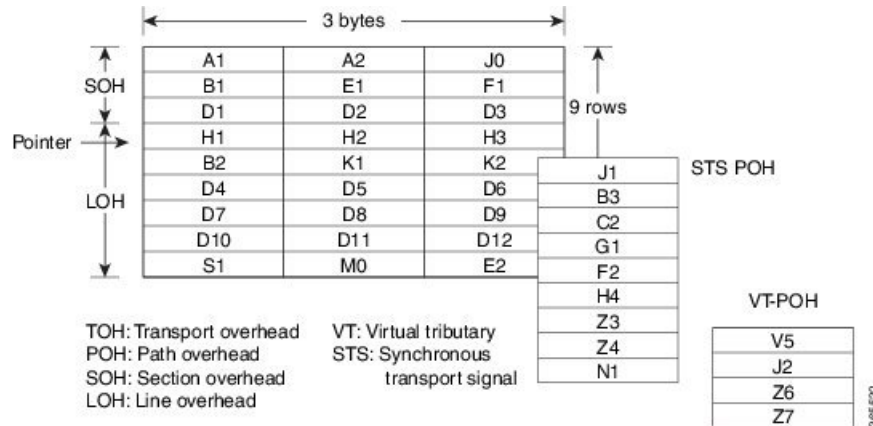 3 bytes
A1 A2 J0
SOH B1 E1 F1
D1 D2 D3 9 rows
Pointer H1 H2 H3
B2 K1 K2
J1 STS POH
LOH D4 D5 D6
B3
D7 D8 D9
C2
D10 D11 D12
G1
S1 M0 E2
F2
H4
VT-POH
Z3
Z4
N1
V5
J2
Z6
Z7
TOH: Transport overhead
POH: Path overhead
SOH: Section overhead
LOH: Line overhead
VT: Virtual tributary
STS: Synchronous
transport signal